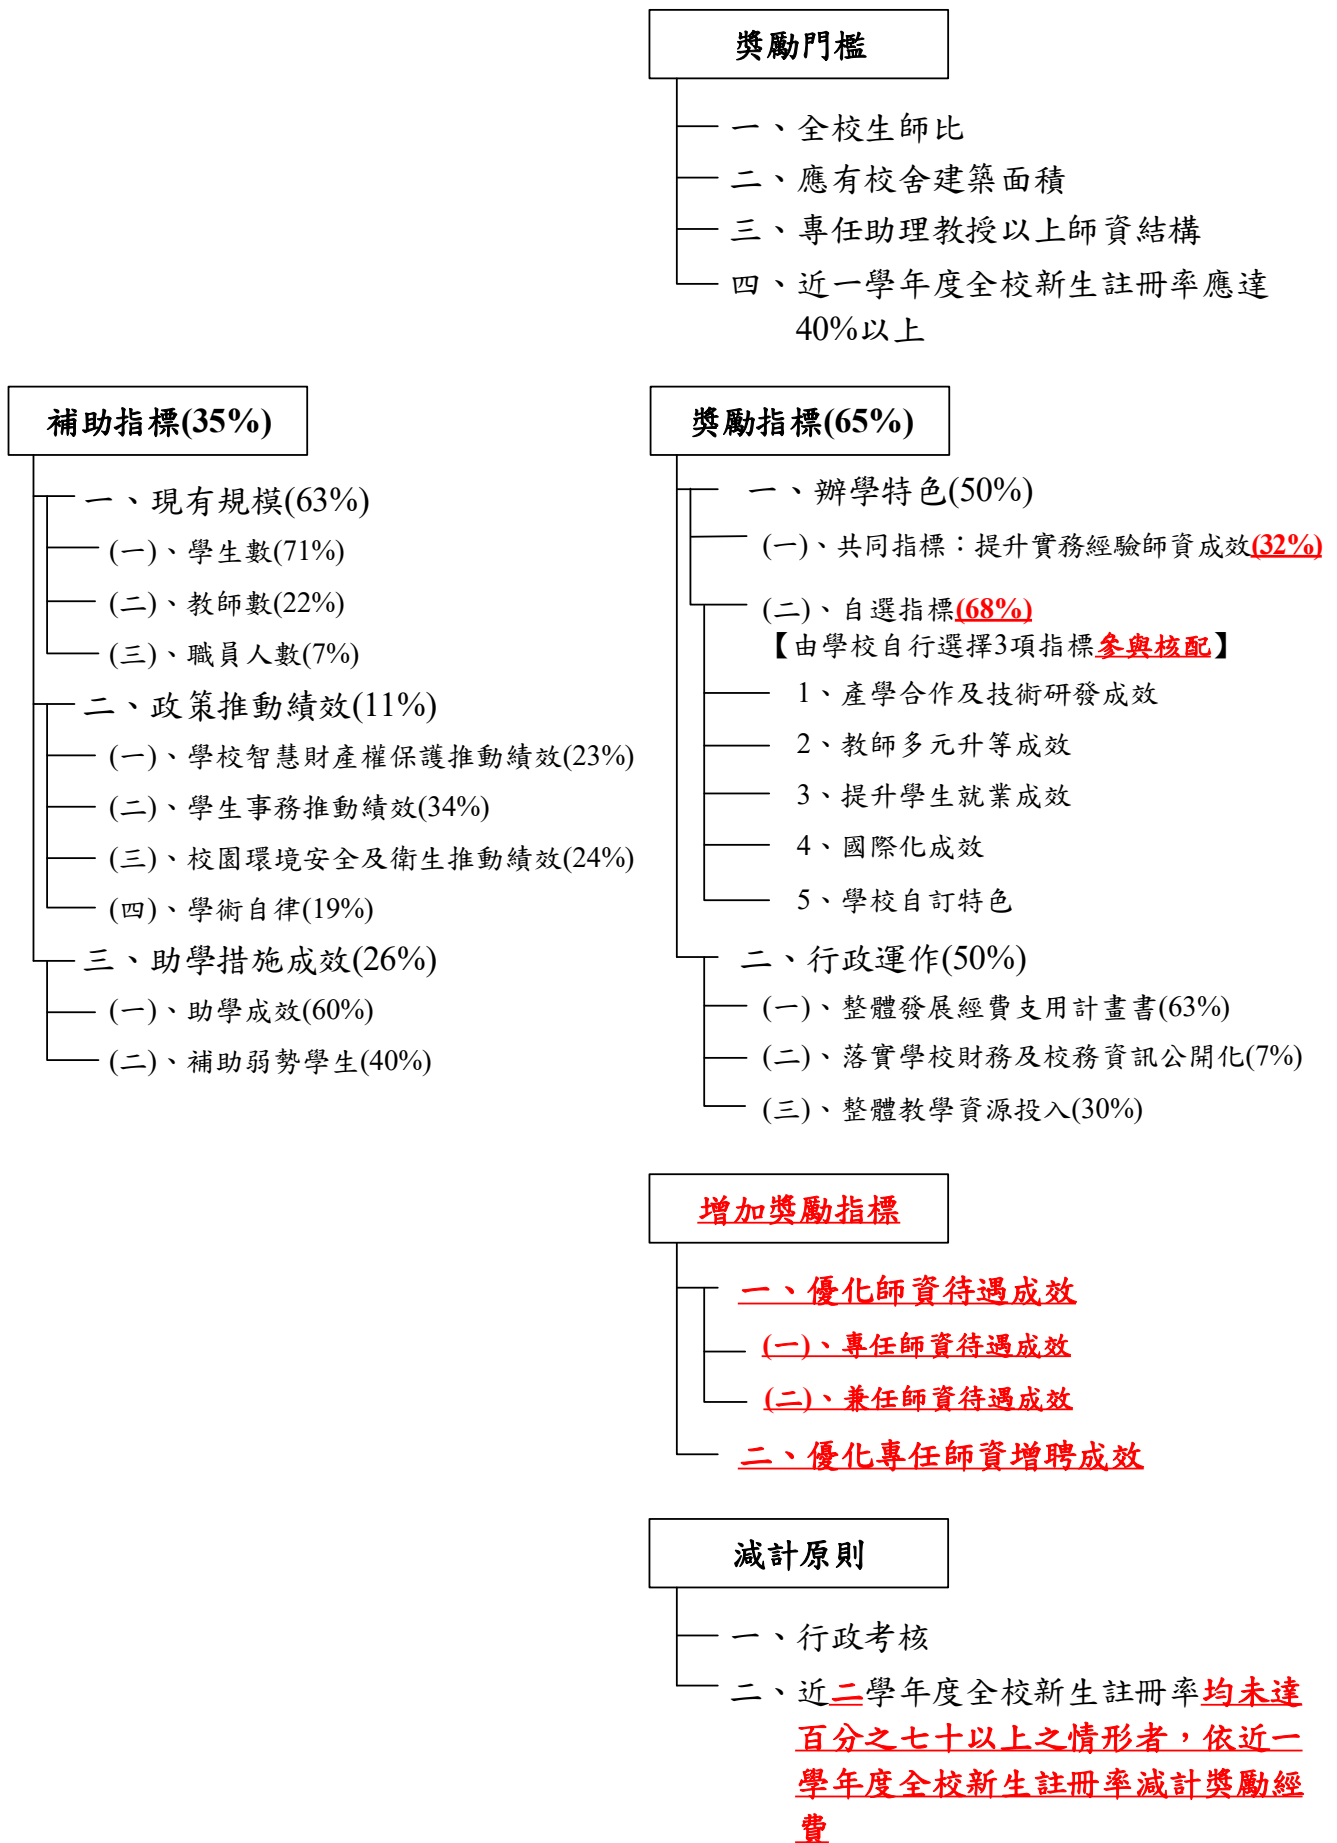 獎勵門檻
一、全校生師比
二、應有校舍建築面積
三、專任助理教授以上師資結構
四、近一學年度全校新生註冊率應達
40%以上
補助指標(35%)
一、現有規模(63%)
(一)、學生數(71%)
(二)、教師數(22%)
(三)、職員人數(7%)
二、政策推動績效(11%)
(一)、學校智慧財產權保護推動績效(23%)
(二)、學生事務推動績效(34%)
(三)、校園環境安全及衛生推動績效(24%)
(四)、學術自律(19%)
三、助學措施成效(26%)
(一)、助學成效(60%)
(二)、補助弱勢學生(40%)
獎勵指標(65%)
一、辦學特色(50%)
(一)、共同指標：提升實務經驗師資成效(32%)
(二)、自選指標(68%)
【由學校自行選擇3項指標參與核配】
1、產學合作及技術研發成效
2、教師多元升等成效
3、提升學生就業成效
4、國際化成效
5、學校自訂特色
二、行政運作(50%)
(一)、整體發展經費支用計畫書(63%)
(二)、落實學校財務及校務資訊公開化(7%)
(三)、整體教學資源投入(30%)
增加獎勵指標
一、優化師資待遇成效
(一)、專任師資待遇成效
(二)、兼任師資待遇成效
二、優化專任師資增聘成效
減計原則
一、行政考核
二、近二學年度全校新生註冊率均未達
百分之七十以上之情形者，依近一
學年度全校新生註冊率減計獎勵經
費